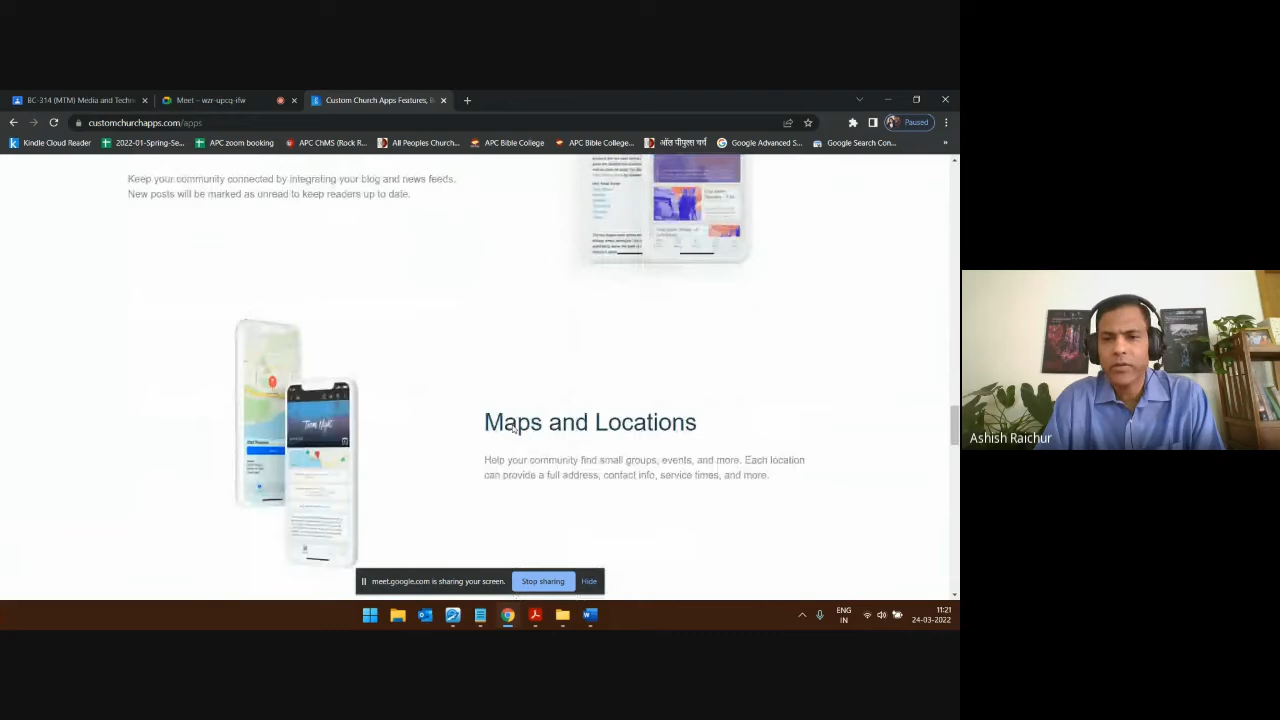 BC-314 (MTM) Media and Techn
Meet – wzr-upcq-ifw
Custom Church Apps Features,
customchurchapps.com/apps
Paused
Kindle Cloud Reader
2022-01-Spring-Se...
APC zoom booking
APC ChMS (Rock R...
All Peoples Church...
APC Bible College
APC Bible College...
ऑल पीपुल्स चर्च
Google Advanced S...
Google Search Con...
»
Keep your community connected by integrating your blog and news feeds.
New posts will be marked as unread to keep readers up to date.
Team Night
Maps and Locations
Help your community find small groups, events, and more. Each location
can provide a full address, contact info, service times, and more.
meet.google.com is sharing your screen.
Stop sharing
Hide
Ashish Raichur
ENG
IN
11:21
24-03-2022